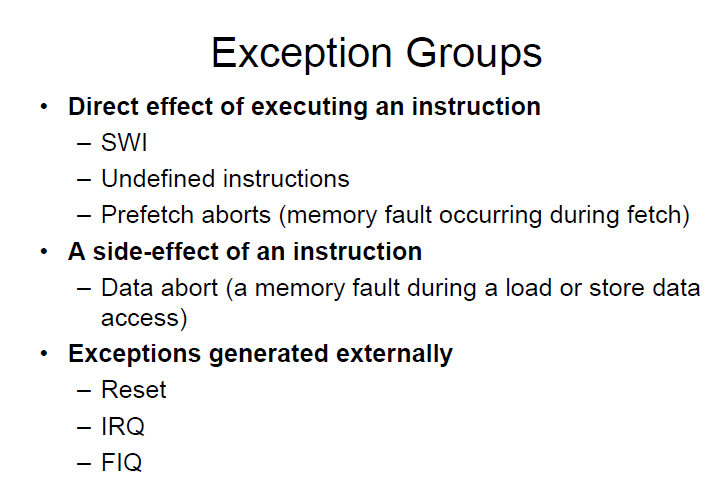 Exception Groups
• Direct effect of executing an instruction
– SWI
– Undefined instructions
– Prefetch aborts (memory fault occurring during fetch)
• A side-effect of an instruction
– Data abort (a memory fault during a load or store data
access)
• Exceptions generated externally
– Reset
– IRQ
– FIQ